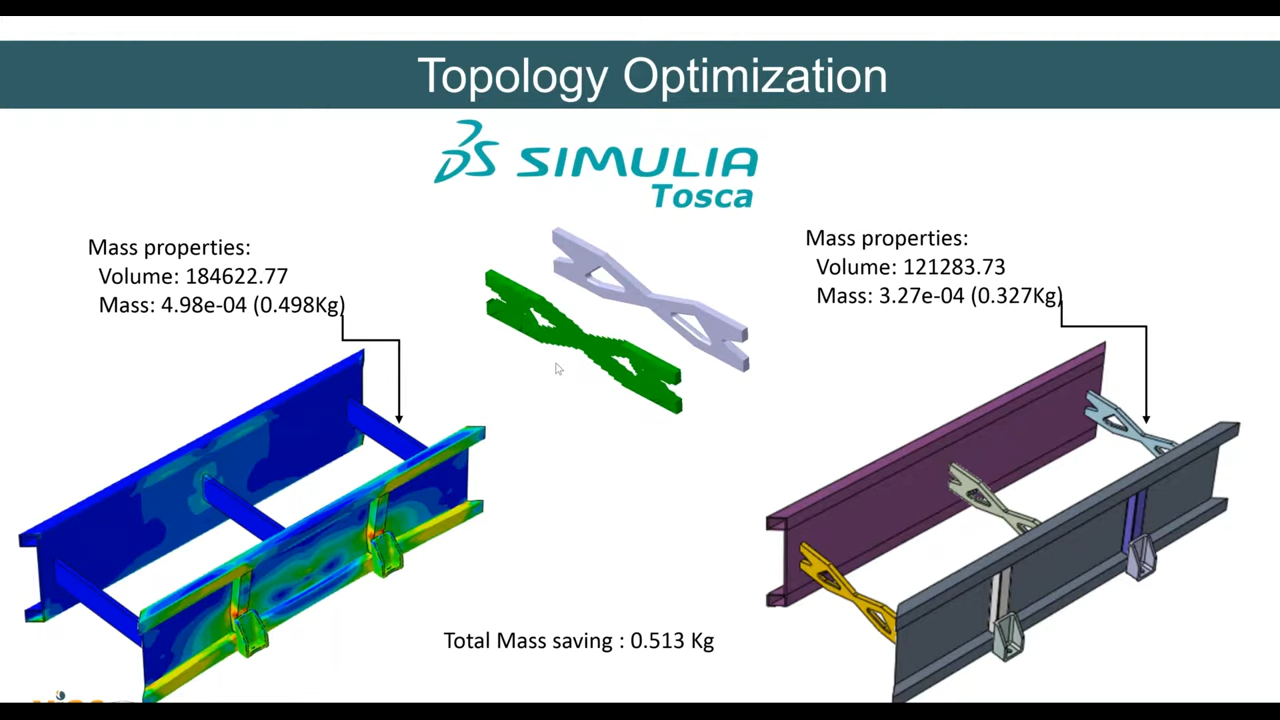 Topology Optimization
SIMULIA
Tosca
Mass properties:
Volume: 184622.77
Mass: 4.98e-04 (0.498Kg)
Mass properties:
Volume: 121283.73
Mass: 3.27e-04 (0.327Kg)
Total Mass saving : 0.513 Kg